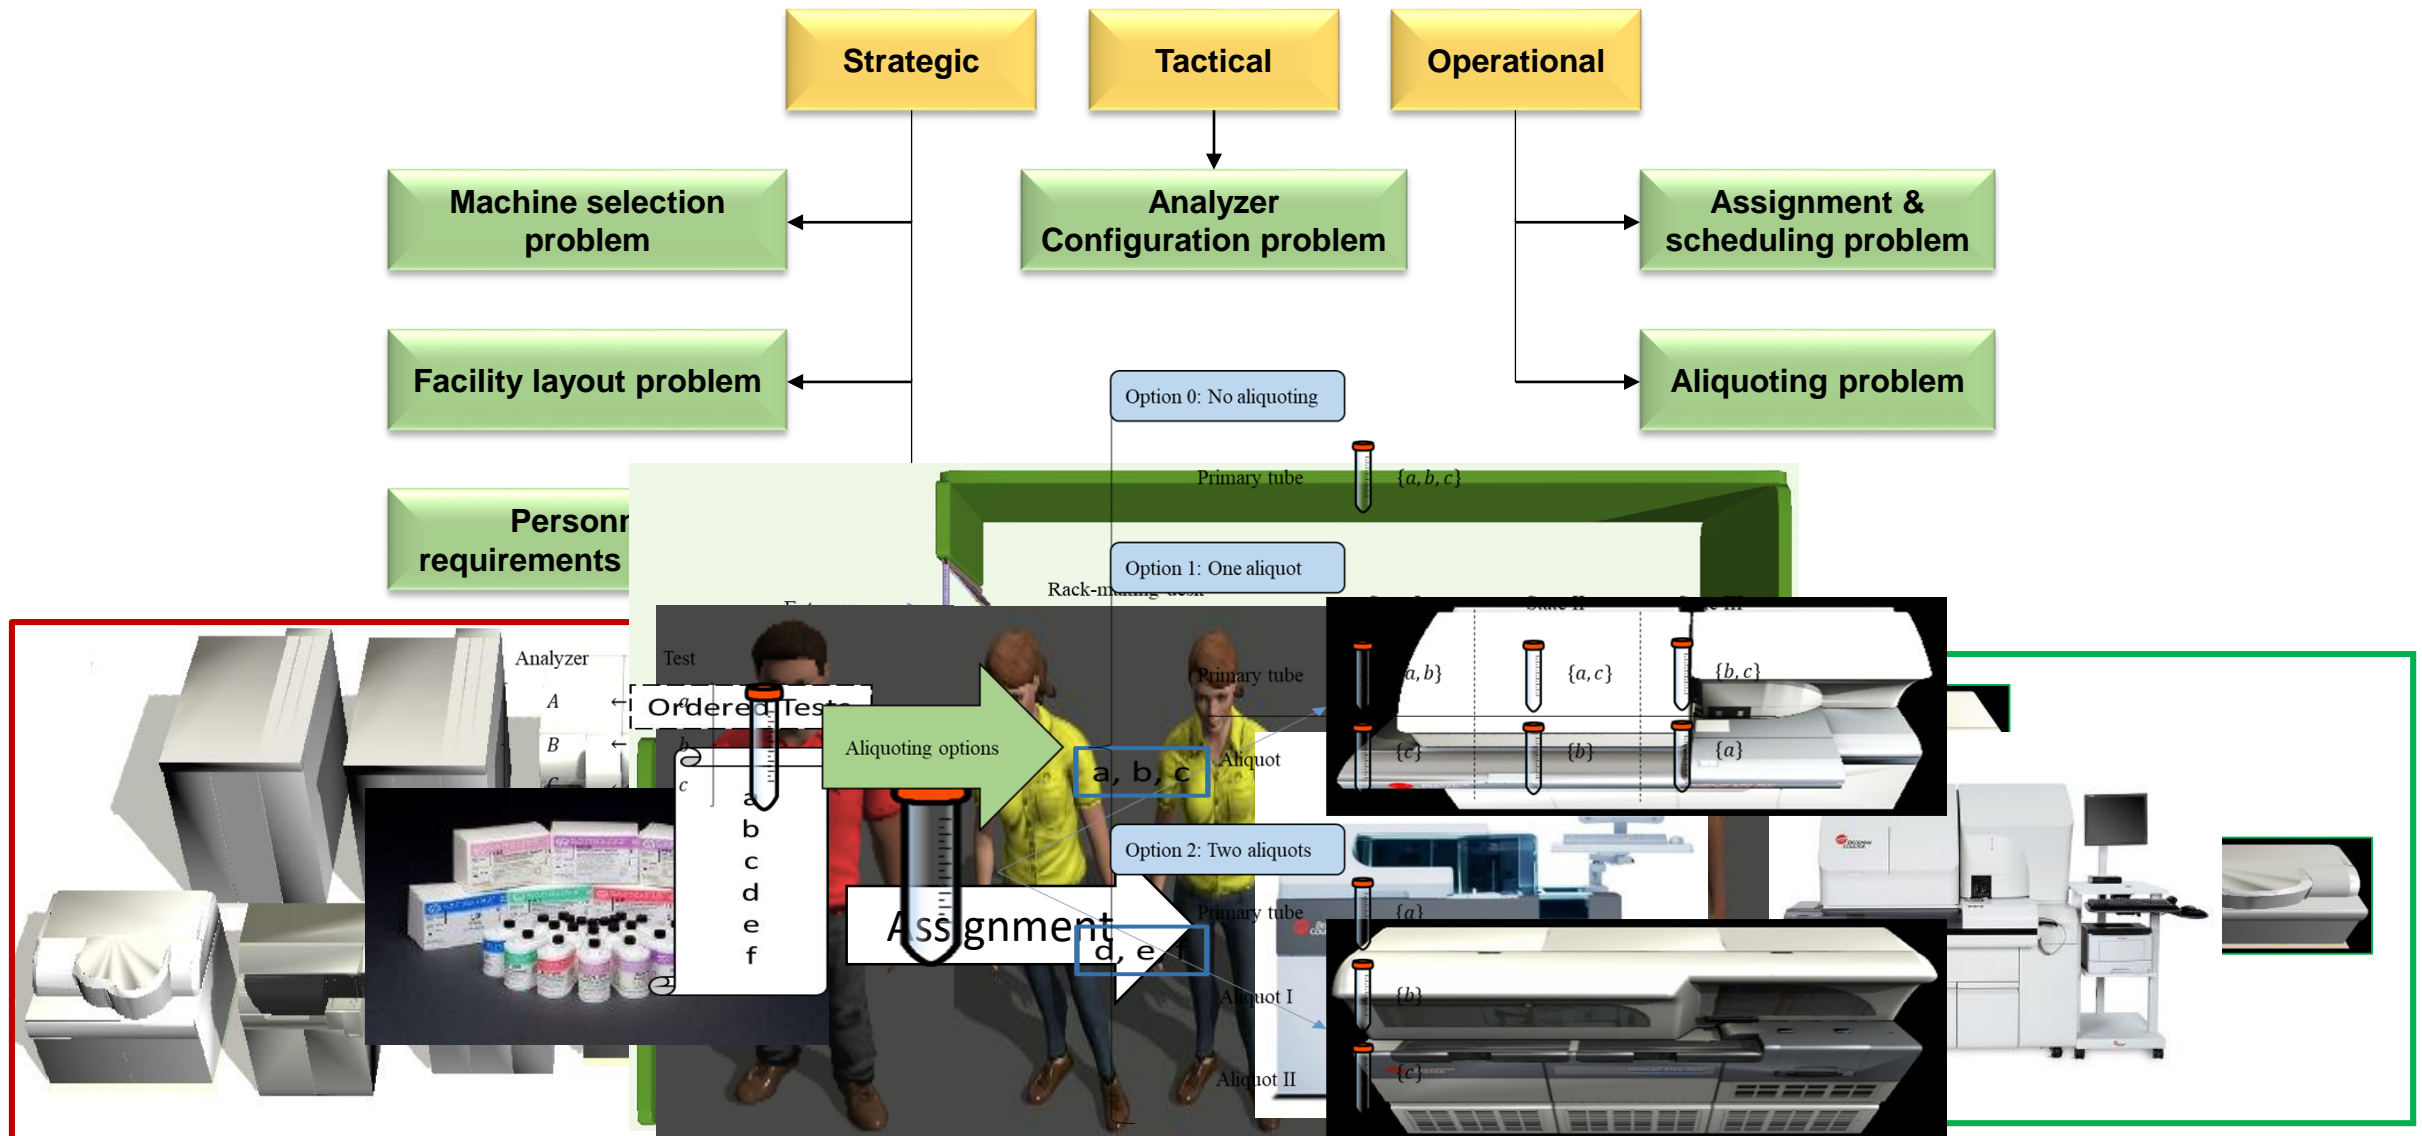 Strategic
Tactical
Operational
Machine selection
problem
Analyzer
Configuration problem
Assignment &
scheduling problem
Facility layout problem
Aliquoting problem
Option 0: No aliquoting
Primary tube
{a, b, c}
requirements
Option 1: One aliquot
State II
Analyzer
Test
A ← a
B ← b
c
Ordered Tests
Primary tube
{a, c}
{b, c}
Aliquoting options
Aliquot
{c}
{b}
{a}
a, b, c
a
b
c
d
e
f
Option 2: Two aliquots
Assignment
d, e, f
Primary tube
{a}
Aliquot I
{b}
Aliquot II
{c}